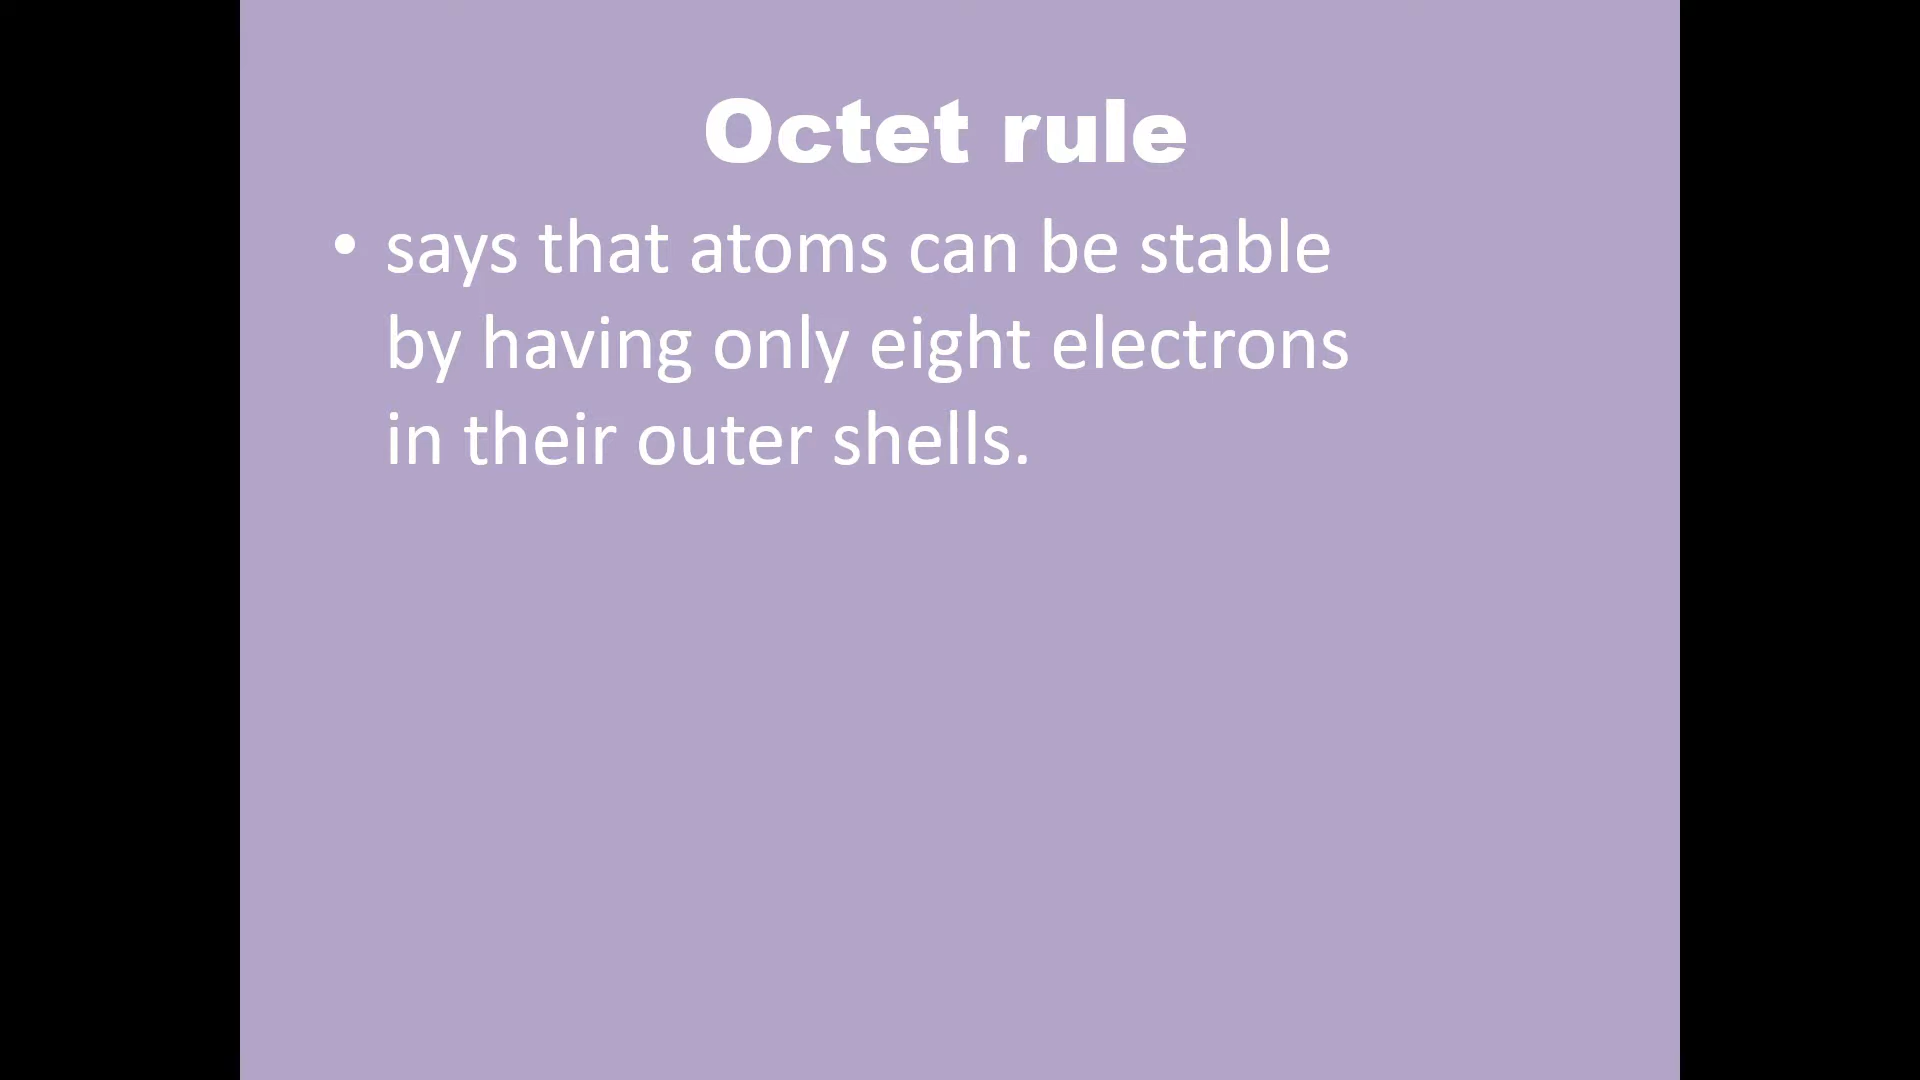 Octet rule
• says that atoms can be stable
by having only eight electrons
in their outer shells.